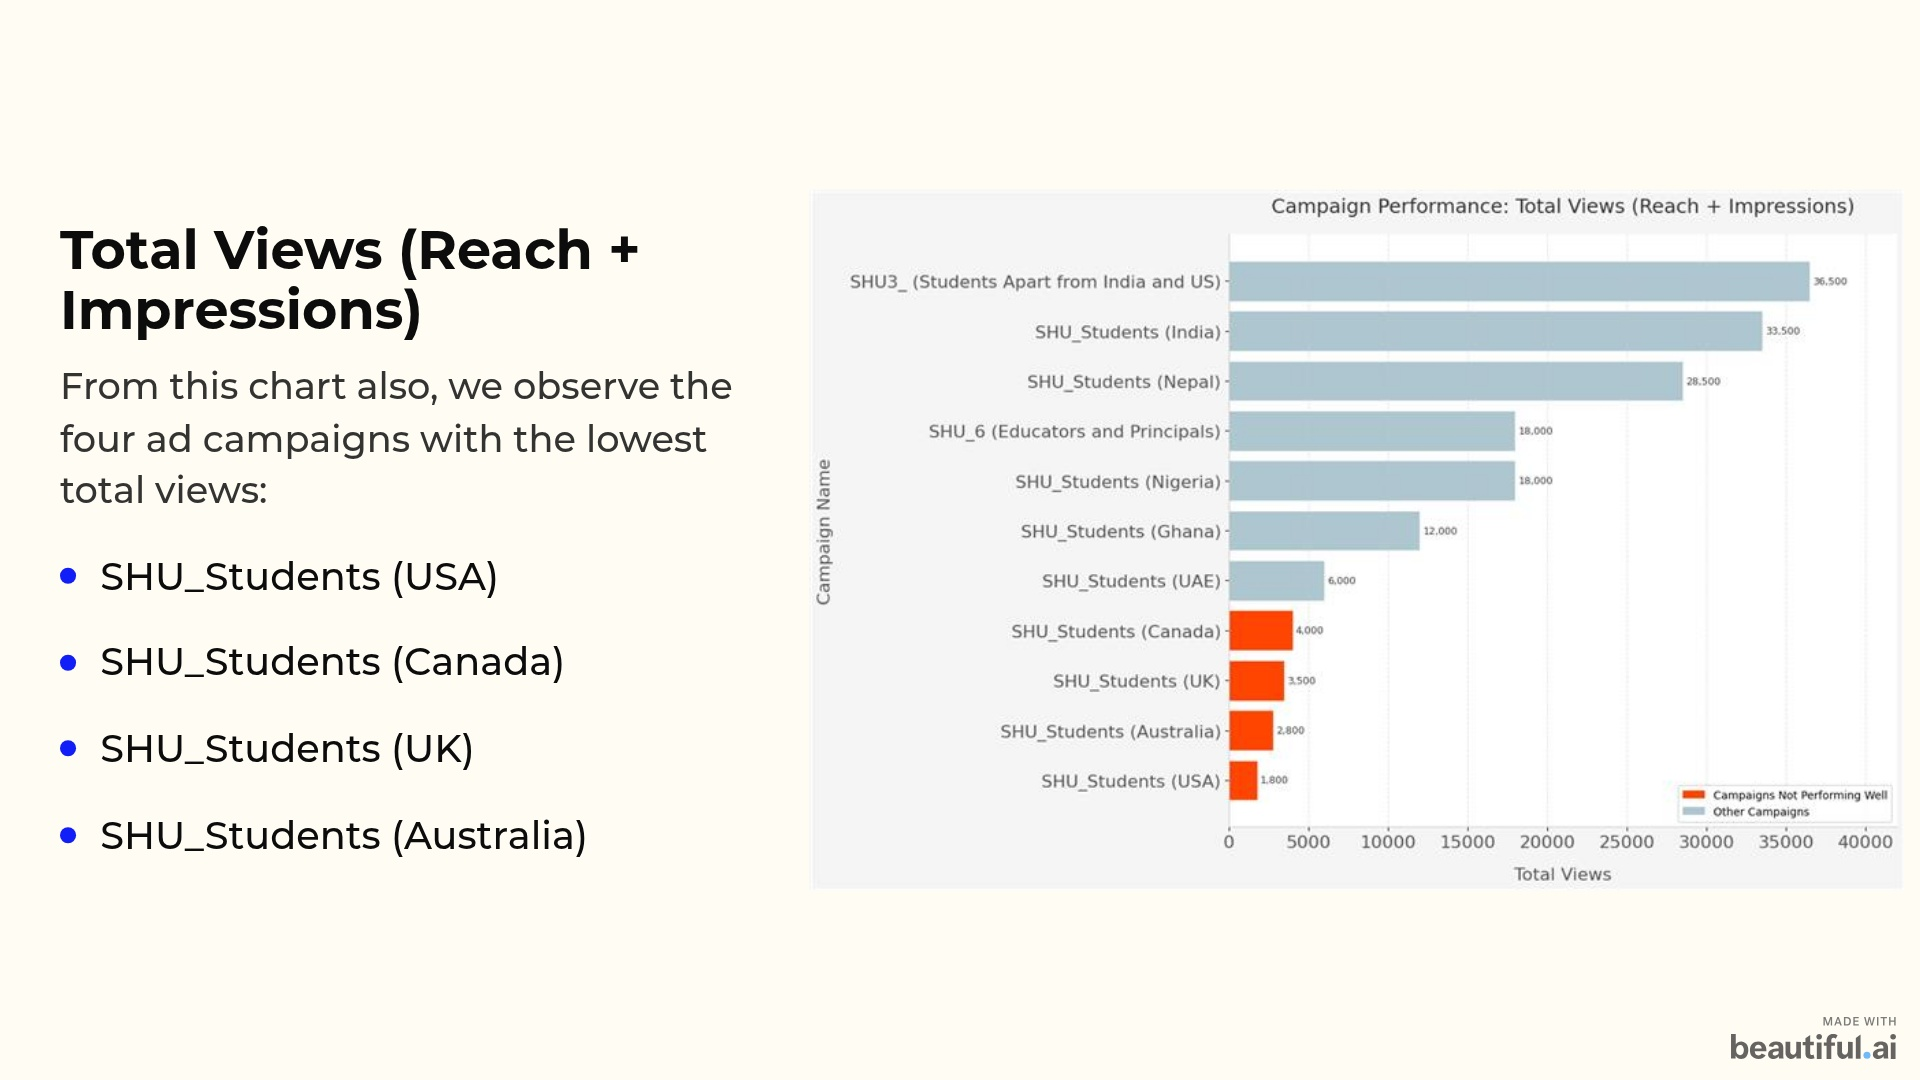 Total Views (Reach +
Impressions)
From this chart also, we observe the
four ad campaigns with the lowest
total views:
SHU_Students (USA)
SHU_Students (Canada)
SHU_Students (UK)
SHU_Students (Australia)
Campaign Performance: Total Views (Reach + Impressions)
Campaign Name
SHU3_ (Students Apart from India and US) 36,500
SHU_Students (India) 33,500
SHU_Students (Nepal) 28,500
SHU_6 (Educators and Principals) 18,000
SHU_Students (Nigeria) 18,000
SHU_Students (Ghana) 12,000
SHU_Students (UAE) 6,000
SHU_Students (Canada) 4,000
SHU_Students (UK) 3,500
SHU_Students (Australia) 2,800
SHU_Students (USA) 1,800
Campaigns Not Performing Well
Other Campaigns
0 5000 10000 15000 20000 25000 30000 35000 40000
Total Views
MADE WITH
beautiful.ai